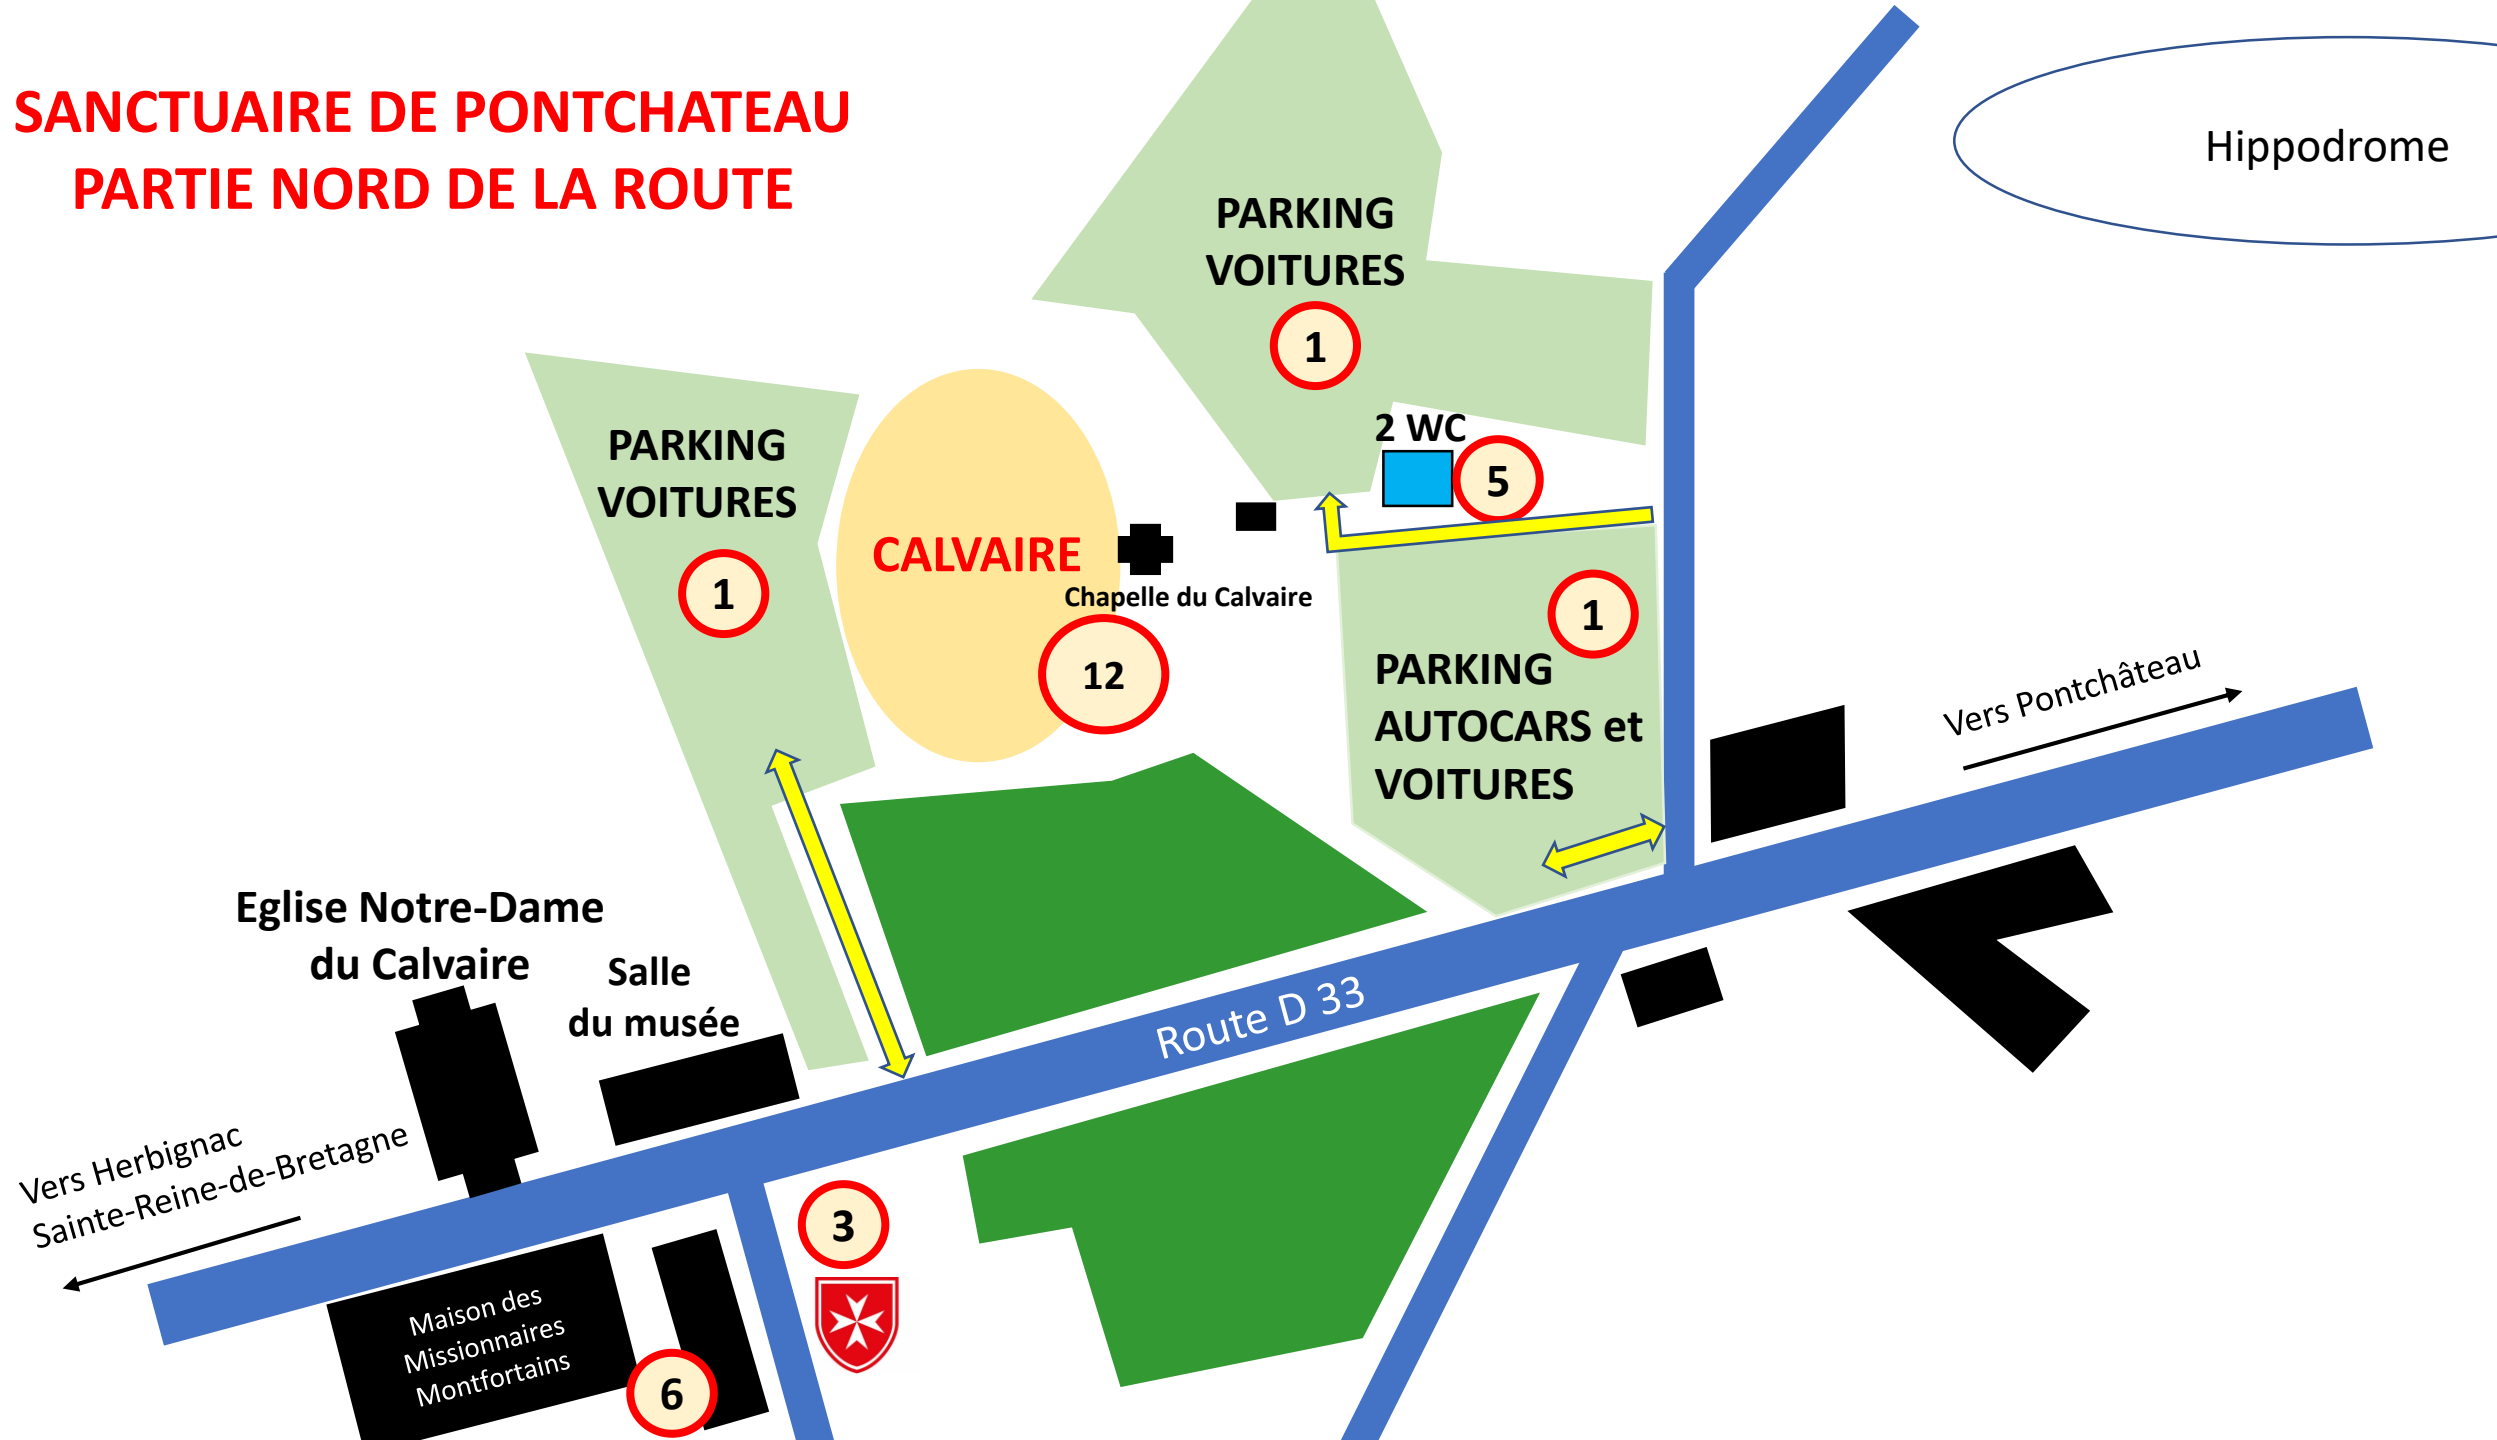 SANCTUAIRE DE PONTCHATEAU
PARTIE NORD DE LA ROUTE
Hippodrome
PARKING
VOITURES
1
PARKING
VOITURES
1
2 WC
5
CALVAIRE
Chapelle du Calvaire
12
1
PARKING
AUTOCARS et
VOITURES
Vers Pontchâteau
Eglise Notre-Dame
du Calvaire
Salle
du musée
Route D 33
Vers Herbignac
Sainte-Reine-de-Bretagne
3
Maison des
Missionnaires
Montfortains
6